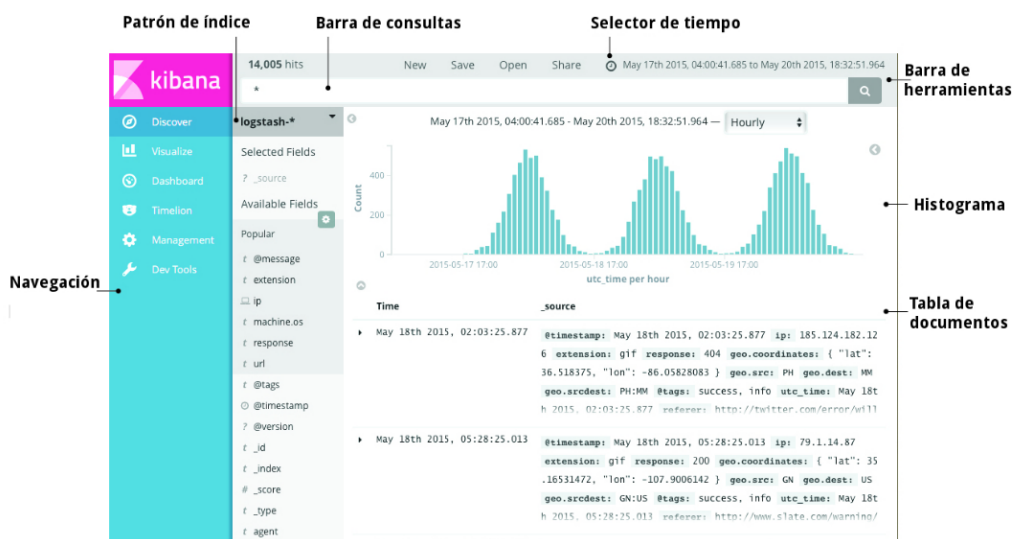 Patrón de índice
Barra de consultas
Selector de tiempo
kibana
14,005 hits
New
Save
Open
Share
May 17th 2015, 04:00:41.685 to May 20th 2015, 18:32:51.964
Barra de
herramientas
*
Discover
Visualize
Dashboard
Timelion
Management
Dev Tools
Navegación
logstash-*
Selected Fields
? _source
Available Fields
Popular
t @message
t extension
ip
t machine.os
t response
t url
t @tags
@timestamp
? @version
t _id
t _index
# _score
t _type
t agent
May 17th 2015, 04:00:41.685 - May 20th 2015, 18:32:51.964 —
Hourly
Count
400
200
0
2015-05-17 17:00
2015-05-18 17:00
2015-05-19 17:00
utc_time per hour
Histograma
Tabla de
documentos
Time
_source
May 18th 2015, 02:03:25.877
@timestamp: May 18th 2015, 02:03:25.877 ip: 185.124.182.12
6 extension: gif response: 404 geo.coordinates: { "lat":
36.518375, "lon": -86.05828083 } geo.src: PH geo.dest: MM
geo.srcdest: PH:MM @tags: success, info utc_time: May 18t
h 2015, 02:03:25.877 referer: http://twitter.com/error/will
May 18th 2015, 05:28:25.013
@timestamp: May 18th 2015, 05:28:25.013 ip: 79.1.14.87
extension: gif response: 200 geo.coordinates: { "lat": 35
.16531472, "lon": -107.9006142 } geo.src: GN geo.dest: US
geo.srcdest: GN:US @tags: success, info utc_time: May 18t
h 2015, 05:28:25.013 referer: http://www.slate.com/warning/